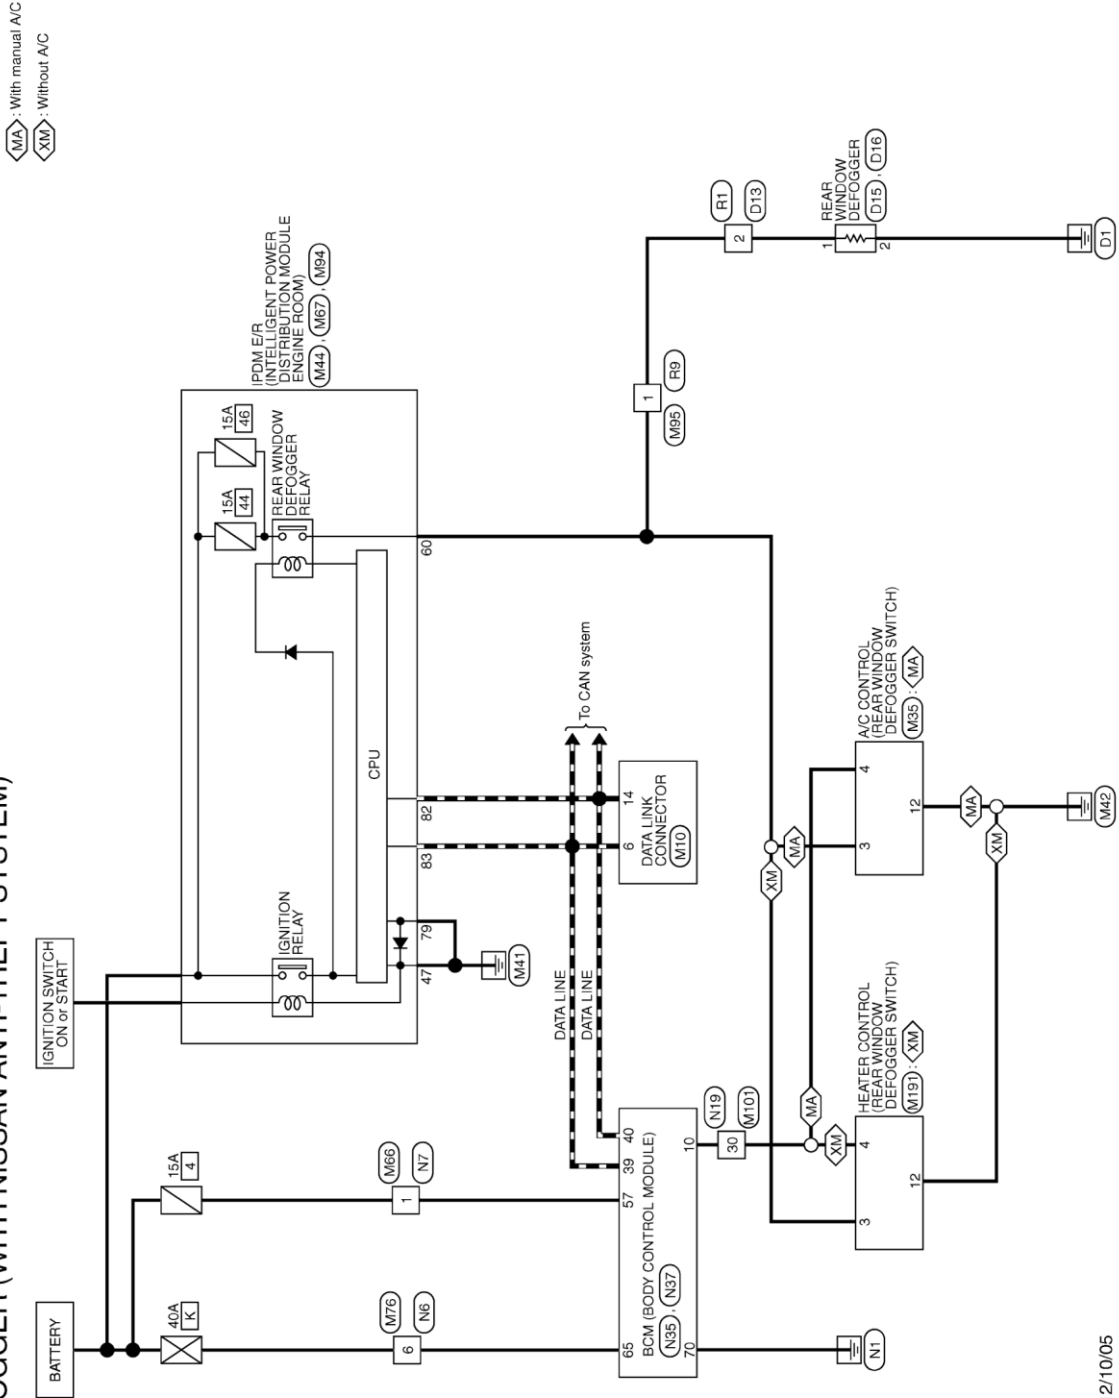 OGGER (WITH NISSAN ANTI-THEFT SYSTEM)
MA : With manual A/C
XM : Without A/C
BATTERY
IGNITION SWITCH
ON or START
40A
K
15A
4
M76
6
N6
M66
1
N7
IGNITION
RELAY
15A
44
15A
46
REAR WINDOW
DEFOGGER
RELAY
IPDM E/R
(INTELLIGENT POWER
DISTRIBUTION MODULE
ENGINE ROOM)
M44 , M67 , M94
CPU
47
79
83
82
60
M41
DATA LINE
DATA LINE
To CAN system
6
14
DATA LINK
CONNECTOR
M10
65
57
39
40
BCM (BODY CONTROL MODULE)
N35 , N37
70
10
N1
N19
30
M101
M95
1
R9
R1
2
D13
1
REAR
WINDOW
DEFOGGER
D15 , D16
2
D1
MA
XM
XM
MA
3
4
HEATER CONTROL
(REAR WINDOW
DEFOGGER SWITCH)
M191 : XM
12
3
4
A/C CONTROL
(REAR WINDOW
DEFOGGER SWITCH)
M35 : MA
12
XM
MA
M42
2/10/05